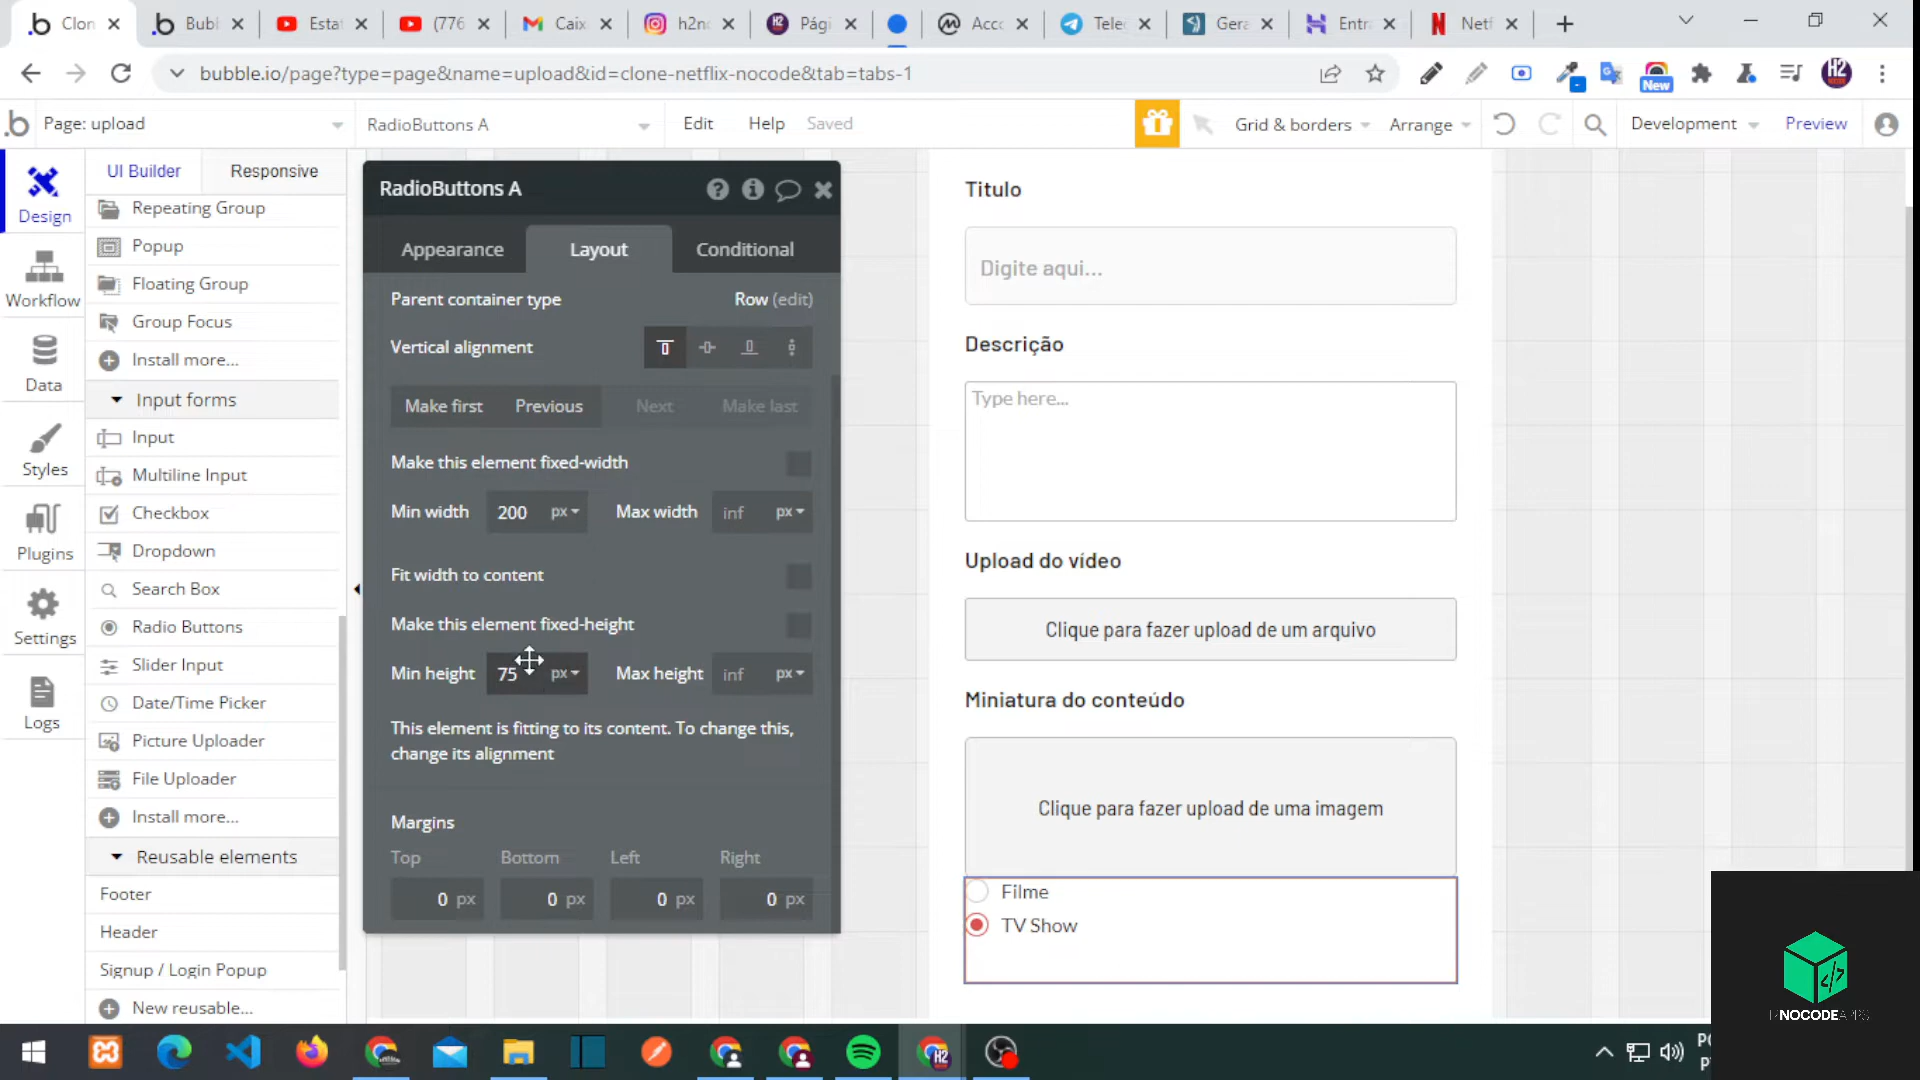 Clon
Bubl
Estaf
(776
Caix
h2nc
Pági
Acco
Telec
Gera
Entra
Netf
bubble.io/page?type=page&name=upload&id=clone-netflix-nocode&tab=tabs-1
H2
New
Page: upload
RadioButtons A
Edit
Help
Saved
Grid & borders
Arrange
Development
Preview
UI Builder
Responsive
Design
Workflow
Data
Styles
Plugins
Settings
Logs
Repeating Group
Popup
Floating Group
Group Focus
Install more...
Input forms
Input
Multiline Input
Checkbox
Dropdown
Search Box
Radio Buttons
Slider Input
Date/Time Picker
Picture Uploader
File Uploader
Install more...
Reusable elements
Footer
Header
Signup / Login Popup
New reusable...
RadioButtons A
Appearance
Layout
Conditional
Parent container type
Row (edit)
Vertical alignment
Make first
Previous
Next
Make last
Make this element fixed-width
Min width 200 px
Max width inf px
Fit width to content
Make this element fixed-height
Min height 75 px
Max height inf px
This element is fitting to its content. To change this,
change its alignment
Margins
Top Bottom Left Right
0 px 0 px 0 px 0 px
Titulo
Digite aqui...
Descrição
Type here...
Upload do vídeo
Clique para fazer upload de um arquivo
Miniatura do conteúdo
Clique para fazer upload de uma imagem
Filme
TV Show
NOCODE